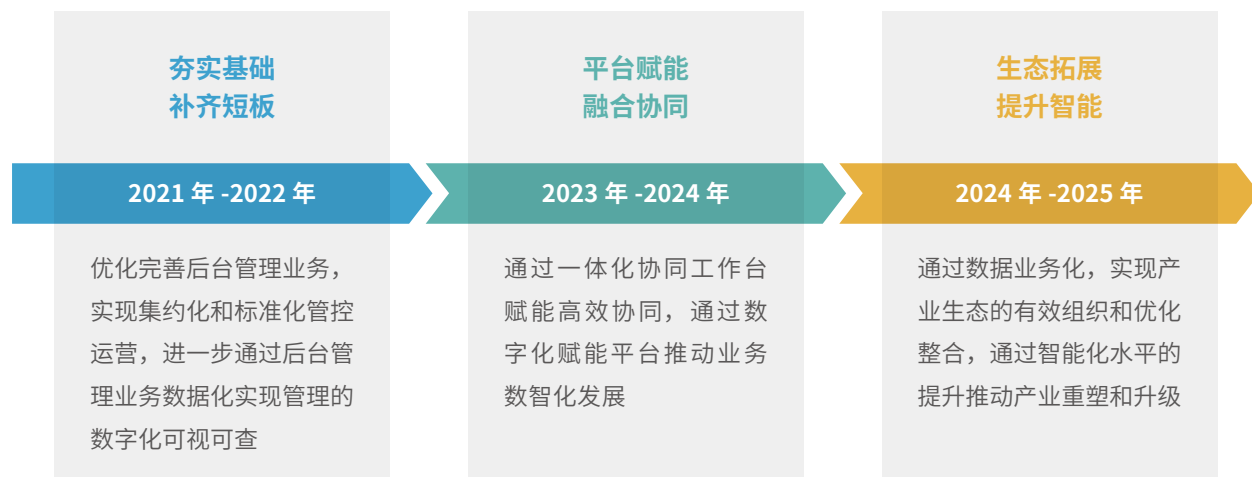 夯实基础
补齐短板
2021 年 -2022 年
优化完善后台管理业务，
实现集约化和标准化管控
运营，进一步通过后台管
理业务数据化实现管理的
数字化可视可查
平台赋能
融合协同
2023 年 -2024 年
通过一体化协同工作台
赋能高效协同，通过数
字化赋能平台推动业务
数智化发展
生态拓展
提升智能
2024 年 -2025 年
通过数据业务化，实现产
业生态的有效组织和优化
整合，通过智能化水平的
提升推动产业重塑和升级